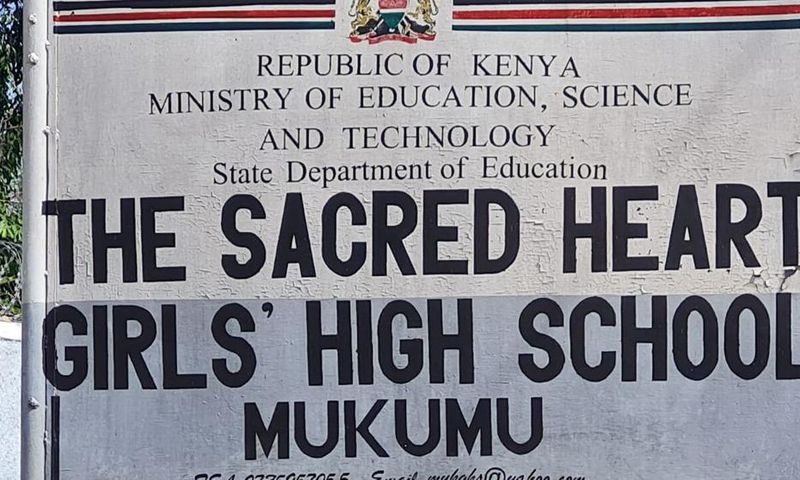 REPUBLIC OF KENYA
MINISTRY OF EDUCATION, SCIENCE
AND TECHNOLOGY
State Department of Education
THE SACRED HEART
GIRLS' HIGH SCHOOL
MUKUMU
Email